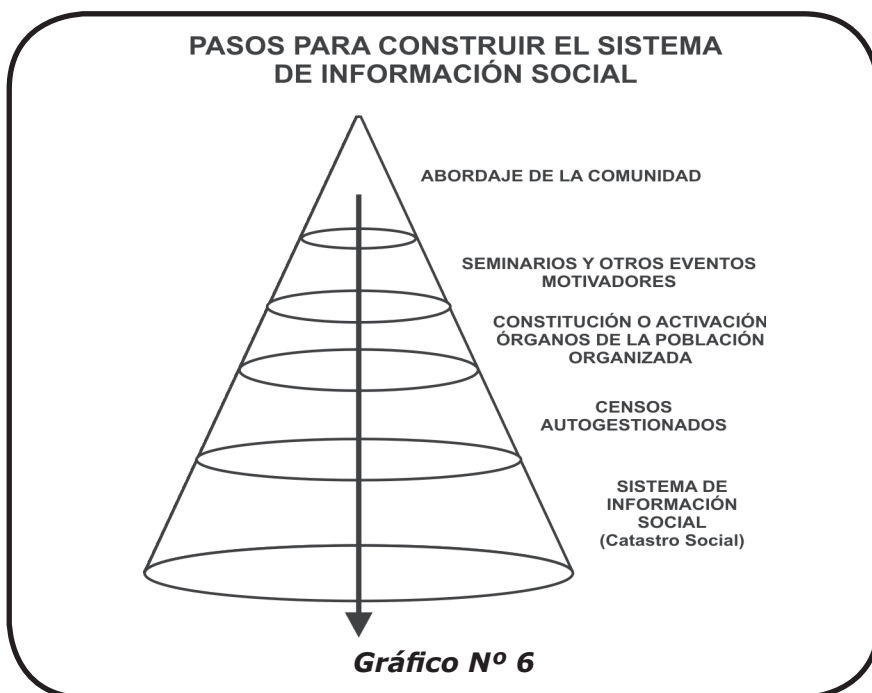 PASOS PARA CONSTRUIR EL SISTEMA
DE INFORMACIÓN SOCIAL
ABORDAJE DE LA COMUNIDAD
SEMINARIOS Y OTROS EVENTOS
MOTIVADORES
CONSTITUCIÓN O ACTIVACIÓN
ÓRGANOS DE LA POBLACIÓN
ORGANIZADA
CENSOS
AUTOGESTIONADOS
SISTEMA DE
INFORMACIÓN
SOCIAL
(Catastro Social)
Gráfico Nº 6